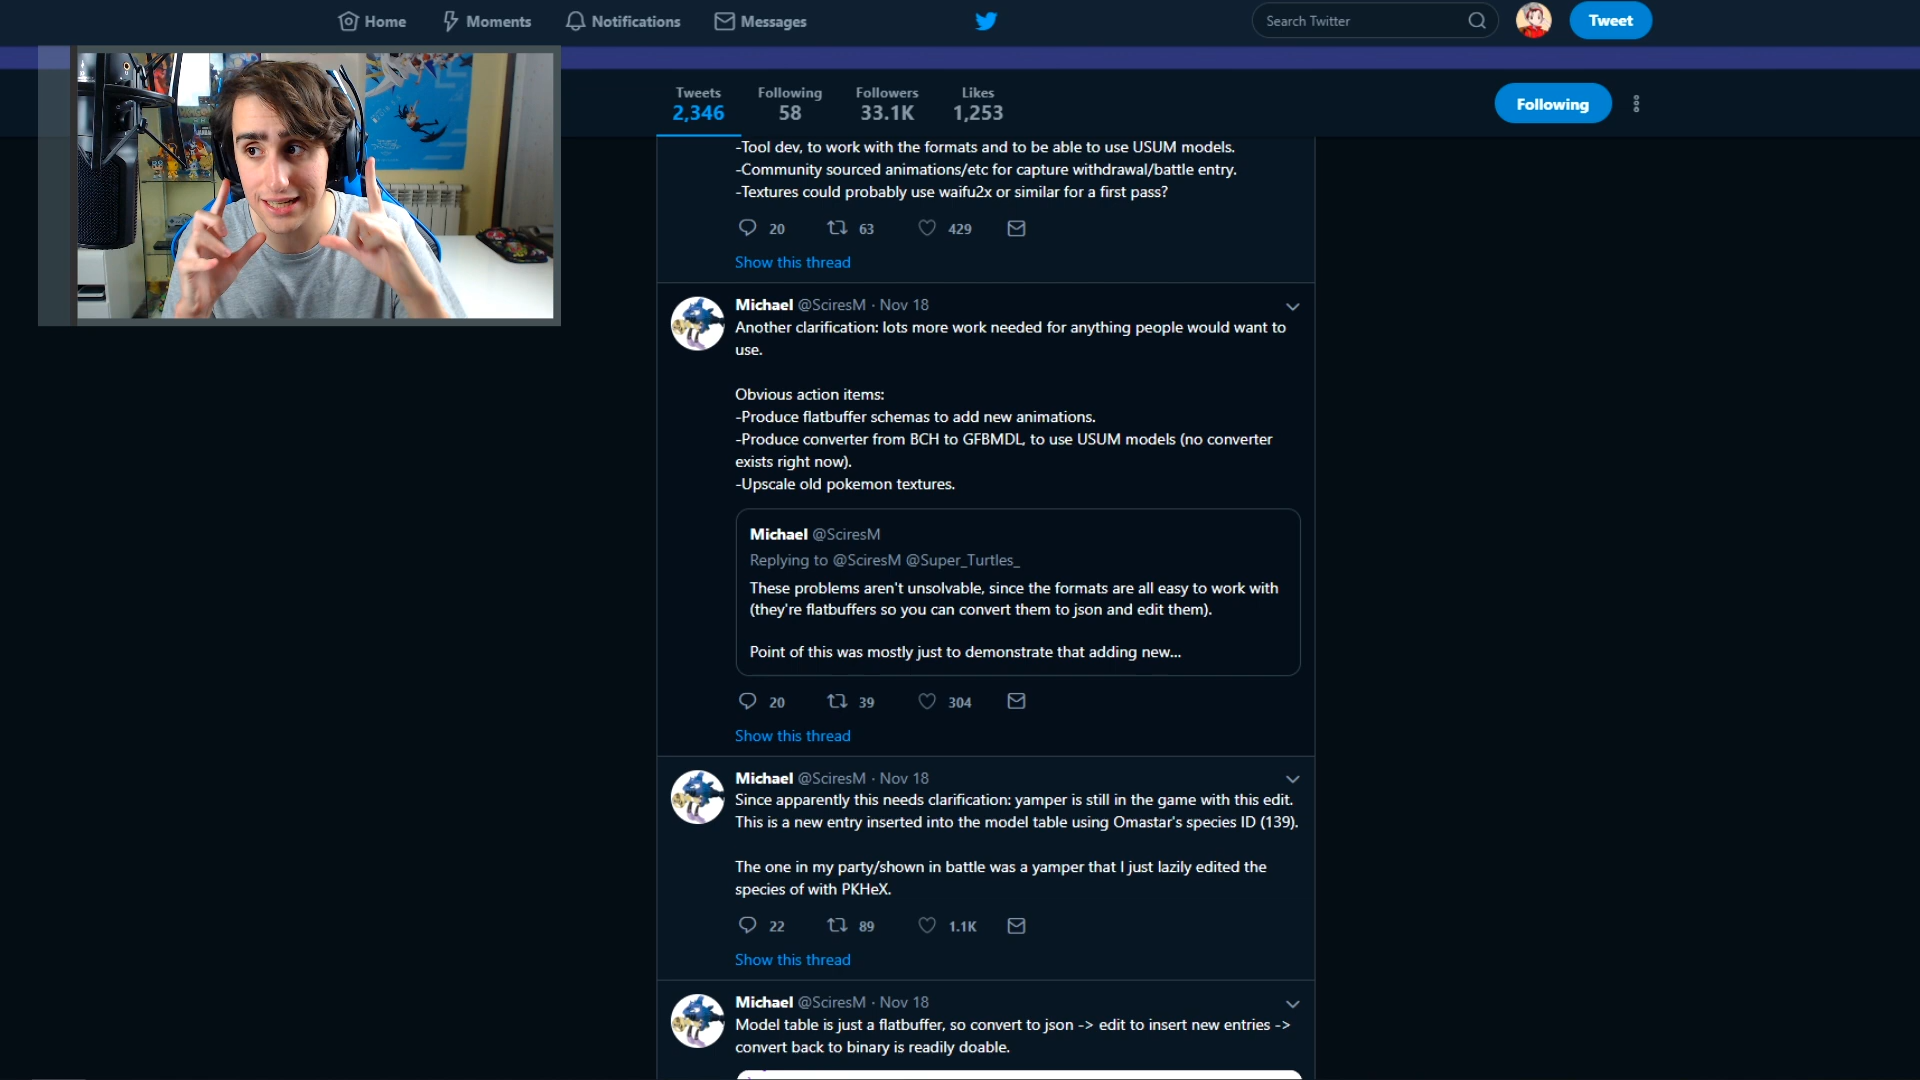 Home
Moments
Notifications
Messages
Search Twitter
Tweet
Tweets
2,346
Following
58
Followers
33.1K
Likes
1,253
Following
-Tool dev, to work with the formats and to be able to use USUM models.
-Community sourced animations/etc for capture withdrawal/battle entry.
-Textures could probably use waifu2x or similar for a first pass?
20 63 429
Show this thread
Michael @SciresM · Nov 18
Another clarification: lots more work needed for anything people would want to
use.
Obvious action items:
-Produce flatbuffer schemas to add new animations.
-Produce converter from BCH to GFBMDL, to use USUM models (no converter
exists right now).
-Upscale old pokemon textures.
Michael @SciresM
Replying to @SciresM @Super_Turtles_
These problems aren't unsolvable, since the formats are all easy to work with
(they're flatbuffers so you can convert them to json and edit them).
Point of this was mostly just to demonstrate that adding new...
20 39 304
Show this thread
Michael @SciresM · Nov 18
Since apparently this needs clarification: yamper is still in the game with this edit.
This is a new entry inserted into the model table using Omastar's species ID (139).
The one in my party/shown in battle was a yamper that I just lazily edited the
species of with PKHeX.
22 89 1.1K
Show this thread
Michael @SciresM · Nov 18
Model table is just a flatbuffer, so convert to json -> edit to insert new entries ->
convert back to binary is readily doable.